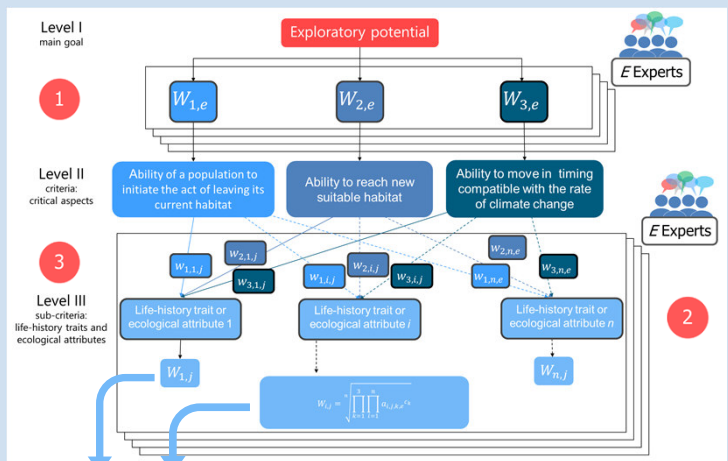 Level I
main goal
Exploratory potential
E Experts
1
W1,e
W2,e
W3,e
Level II
criteria:
critical aspects
Ability of a population to
initiate the act of leaving its
current habitat
Ability to reach new
suitable habitat
Ability to move in timing
compatible with the rate
of climate change
E Experts
3
w1,1,j
w2,1,j
w3,1,j
w1,i,j
w2,i,j
w3,i,j
w2,n,e
w1,n,e
w3,n,e
Level III
sub-criteria:
life-history traits and
ecological attributes
Life-history trait or
ecological attribute 1
Life-history trait or
ecological attribute i
Life-history trait or
ecological attribute n
2
W1,j
Wn,j